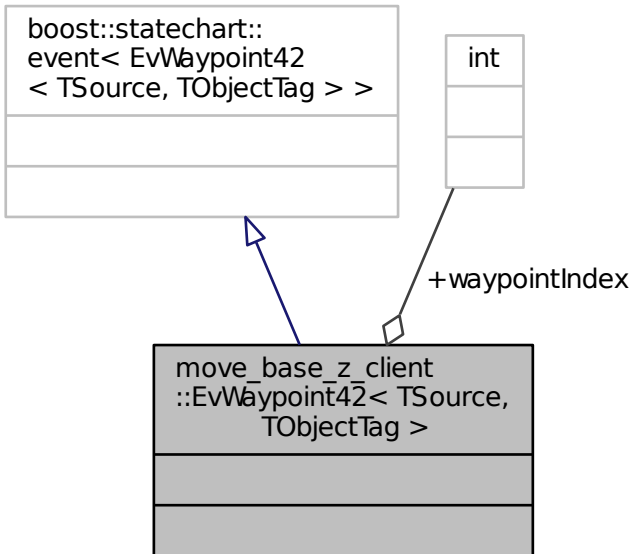 boost::statechart::
event< EvWaypoint42
< TSource, TObjectTag > >
int
+waypointIndex
move_base_z_client
::EvWaypoint42< TSource,
TObjectTag >